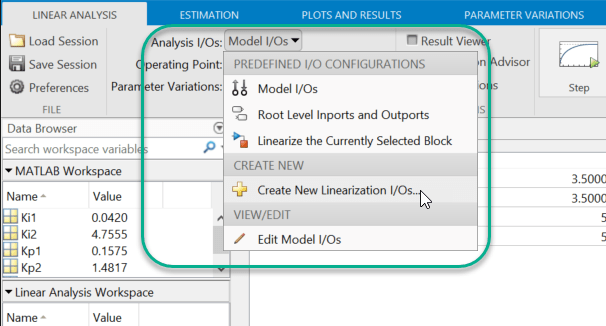 LINEAR ANALYSIS ESTIMATION PLOTS AND RESULTS PARAMETER VARIATIONS
Load Session
Save Session
Preferences
FILE
Analysis I/Os: Model I/Os
Operating Point:
Parameter Variations:
PREDEFINED I/O CONFIGURATIONS
Model I/Os
Root Level Inports and Outports
Linearize the Currently Selected Block
CREATE NEW
Create New Linearization I/Os...
VIEW/EDIT
Edit Model I/Os
Result Viewer
Advisor
Step
Data Browser
Search workspace variables
MATLAB Workspace
Name Value
Ki1 0.0420
Ki2 4.7555
Kp1 0.1575
Kp2 1.4817
Linear Analysis Workspace
Name Value
3.5000
3.5000
5
5